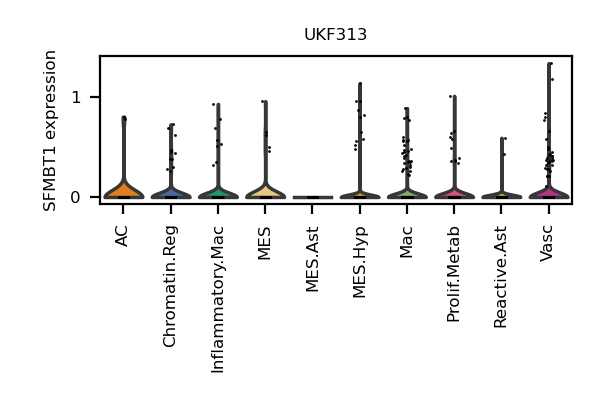 UKF313
SFMBT1 expression
1
0
AC
Chromatin.Reg
Inflammatory.Mac
MES
MES.Ast
MES.Hyp
Mac
Prolif.Metab
Reactive.Ast
Vasc